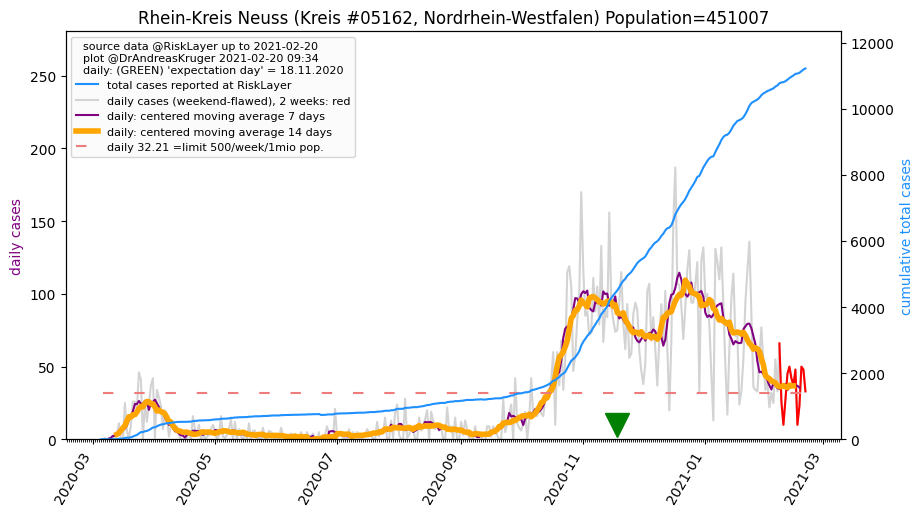 Rhein-Kreis Neuss (Kreis #05162, Nordrhein-Westfalen) Population=451007
source data @RiskLayer up to 2021-02-20
plot @DrAndreasKruger 2021-02-20 09:34
daily: (GREEN) 'expectation day' = 18.11.2020
total cases reported at RiskLayer
daily cases (weekend-flawed), 2 weeks: red
daily: centered moving average 7 days
daily: centered moving average 14 days
daily 32.21 =limit 500/week/1mio pop.
daily cases
250
200
150
100
50
0
cumulative total cases
12000
10000
8000
6000
4000
2000
0
2020-03
2020-05
2020-07
2020-09
2020-11
2021-01
2021-03